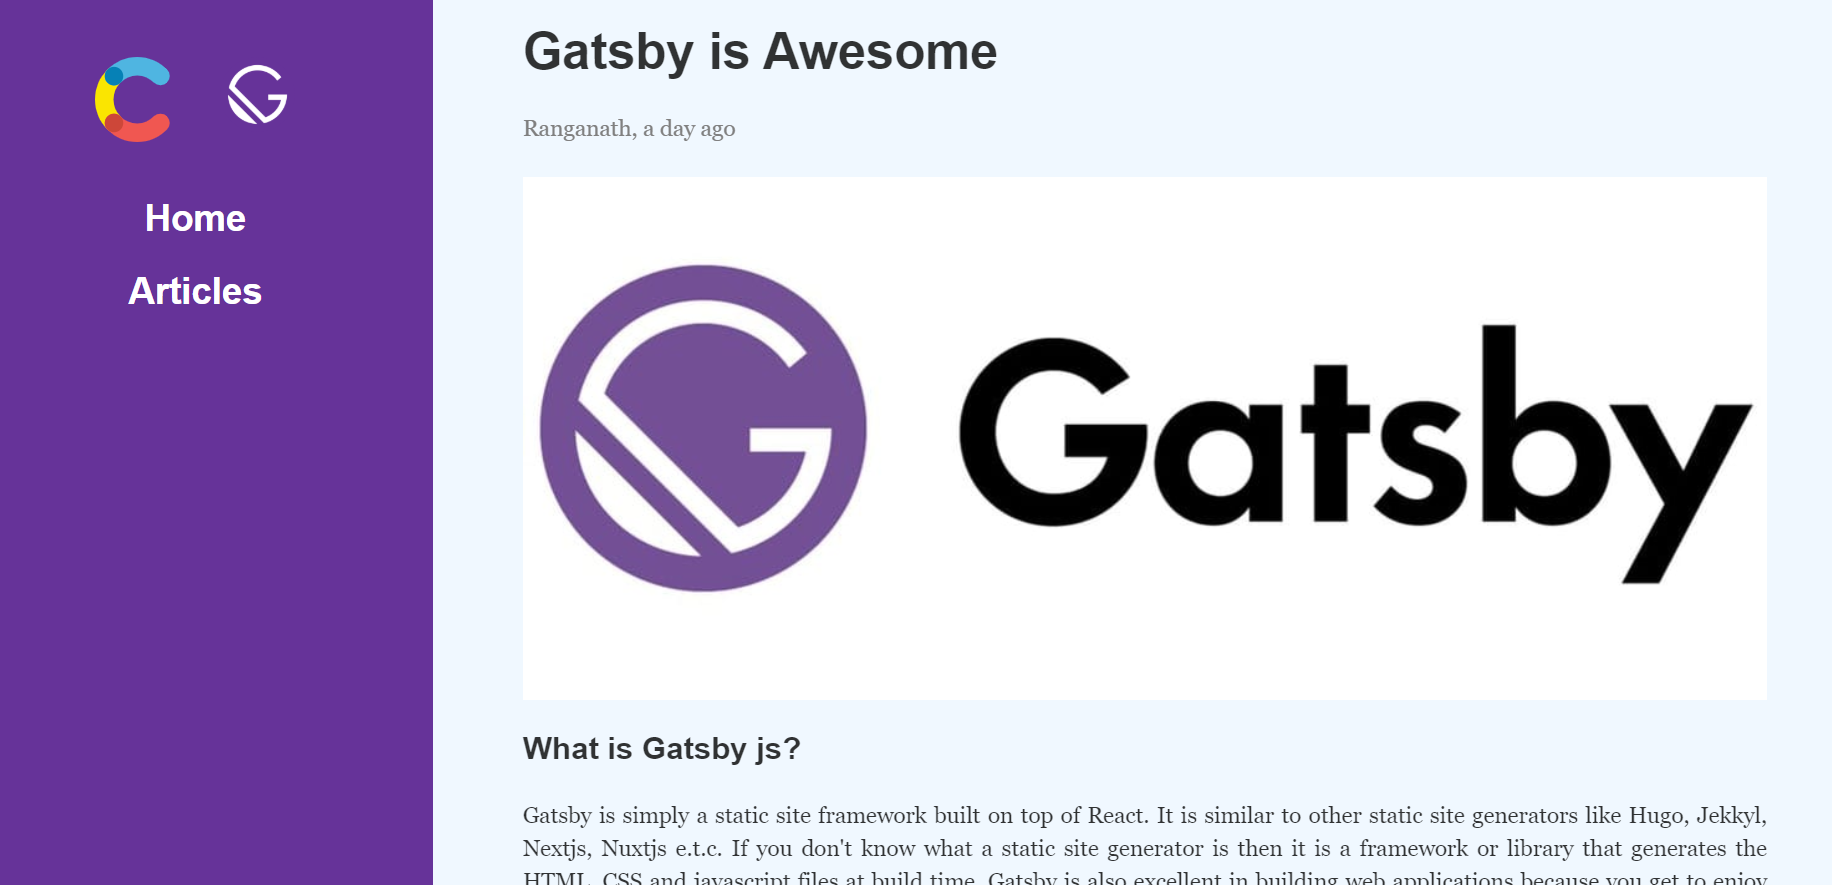 Gatsby is Awesome
Ranganath, a day ago
Home
Articles
Gatsby
What is Gatsby js?
Gatsby is simply a static site framework built on top of React. It is similar to other static site generators like Hugo, Jekkyl,
Nextjs, Nuxtjs e.t.c. If you don't know what a static site generator is then it is a framework or library that generates the
HTML, CSS and javascript files at build time. Gatsby is also excellent in building web applications because you get to enjoy